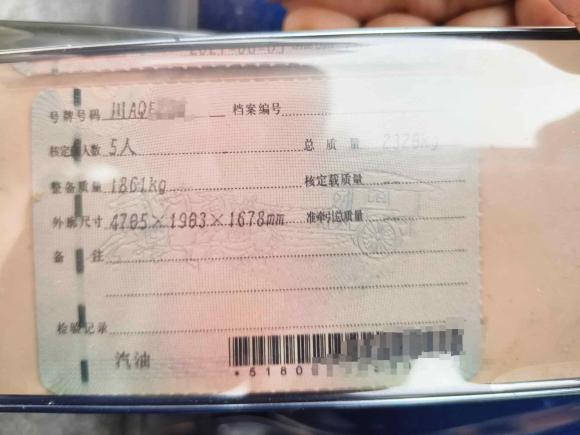 号牌号码 川AQF 档案编号
核定载人数 5人 总质量 2320kg
整备质量 1861kg 核定载质量
外廓尺寸 4705×1903×1678mm 准牵引总质量
备注
检验记录
汽油
*5180